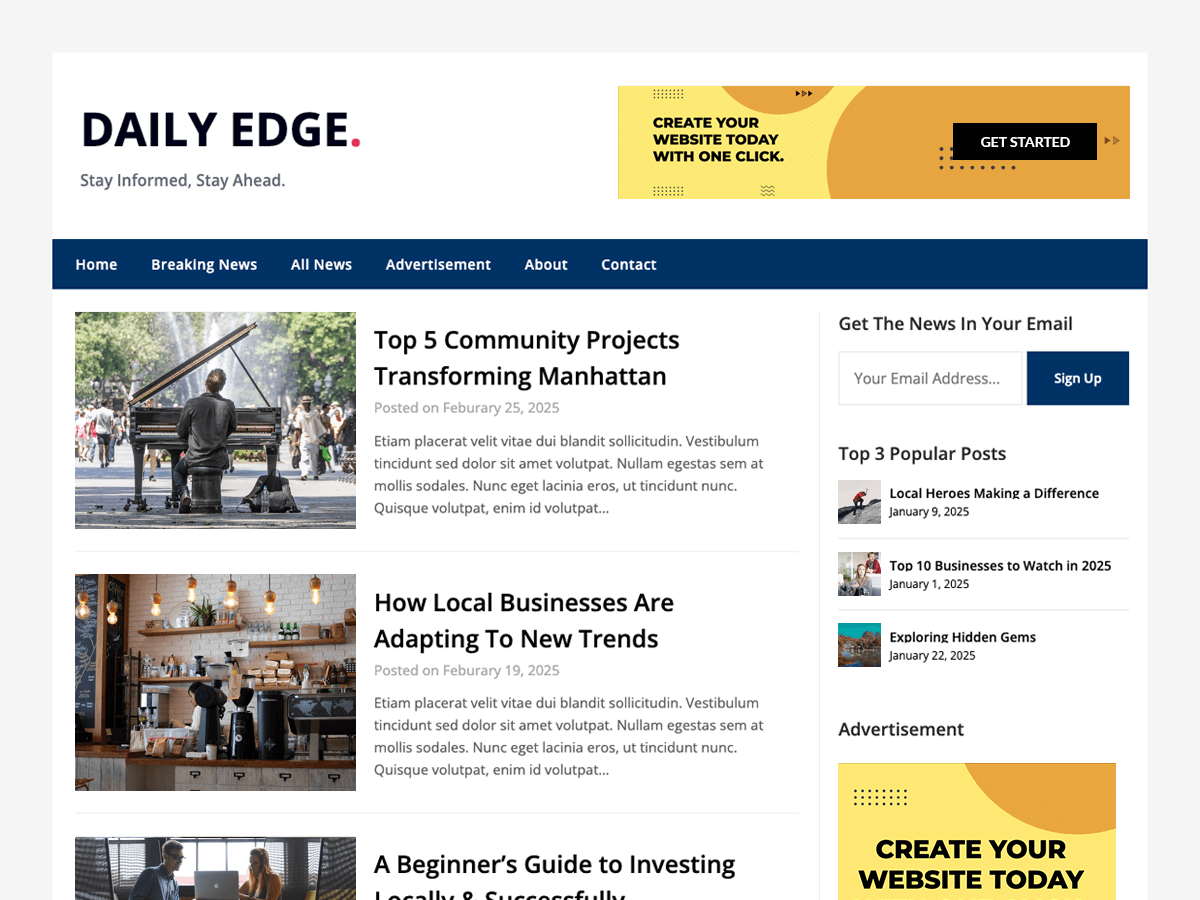 DAILY EDGE.
Stay Informed, Stay Ahead.
CREATE YOUR
WEBSITE TODAY
WITH ONE CLICK.
GET STARTED
Home
Breaking News
All News
Advertisement
About
Contact
Top 5 Community Projects
Transforming Manhattan
Posted on Feburary 25, 2025
Etiam placerat velit vitae dui blandit sollicitudin. Vestibulum
tincidunt sed dolor sit amet volutpat. Nullam egestas sem at
mollis sodales. Nunc eget lacinia eros, ut tincidunt nunc.
Quisque volutpat, enim id volutpat...
How Local Businesses Are
Adapting To New Trends
Posted on Feburary 19, 2025
Etiam placerat velit vitae dui blandit sollicitudin. Vestibulum
tincidunt sed dolor sit amet volutpat. Nullam egestas sem at
mollis sodales. Nunc eget lacinia eros, ut tincidunt nunc.
Quisque volutpat, enim id volutpat...
A Beginner’s Guide to Investing
Locally & Successfully
Get The News In Your Email
Your Email Address...
Sign Up
Top 3 Popular Posts
Local Heroes Making a Difference
January 9, 2025
Top 10 Businesses to Watch in 2025
January 1, 2025
Exploring Hidden Gems
January 22, 2025
Advertisement
CREATE YOUR
WEBSITE TODAY